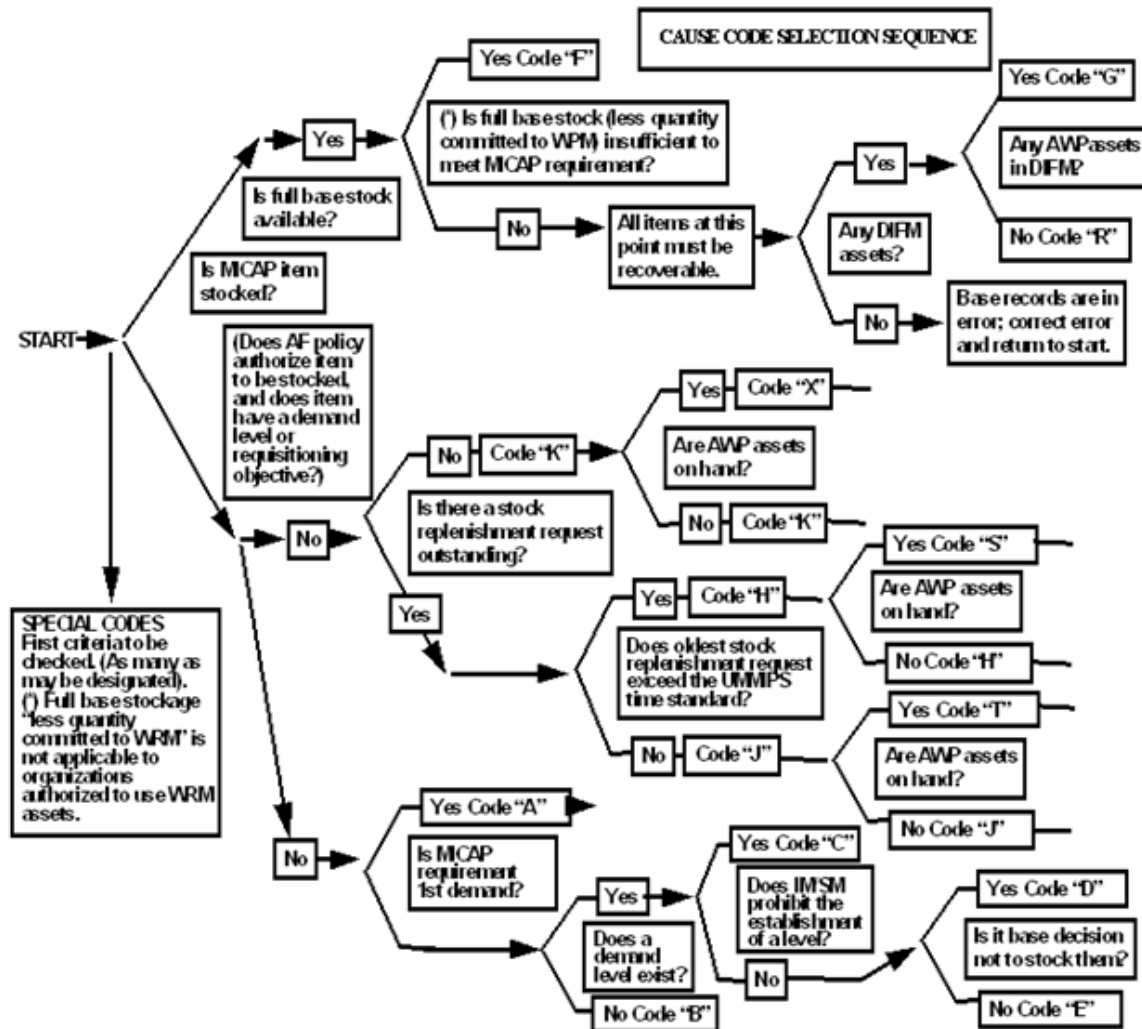 CAUSE CODE SELECTION SEQUENCE
Yes Code "F"
Yes Code "G"
Yes
(*) Is full base stock (less quantity
committed to WPM) insufficient to
meet MICAP requirement?
Any AWP assets
in DIFM?
Yes
Is full base stock
available?
No
All items at this
point must be
recoverable.
Any DIFM
assets?
No Code "R"
Is MICAP item
stocked?
No
Base records are in
error; correct error
and return to start.
START
(Does AF policy
authorize item
to be stocked,
and does item
have a demand
level or
requisitioning
objective?)
Yes
Code "X"
No
Code "K"
Are AWP assets
on hand?
No
Is there a stock
replenishment request
outstanding?
No
Code "K"
Yes
Yes Code "S"
Yes
Code "H"
Are AWP assets
on hand?
SPECIAL CODES
First criteria to be
checked. (As many as
may be designated).
(*) Full base stockage
"less quantity
committed to WRM" is
not applicable to
organizations
authorized to use WRM
assets.
Does oldest stock
replenishment request
exceed the UMMIPS
time standard?
No Code "H"
Yes Code "T"
No
Code "J"
Are AWP assets
on hand?
No Code "J"
Yes Code "A"
No
Is MICAP
requirement
1st demand?
Yes Code "C"
Yes
Does IM/SM
prohibit the
establishment
of a level?
Yes Code "D"
Does a
demand
level exist?
Is it base decision
not to stock them?
No
No Code "B"
No Code "E"